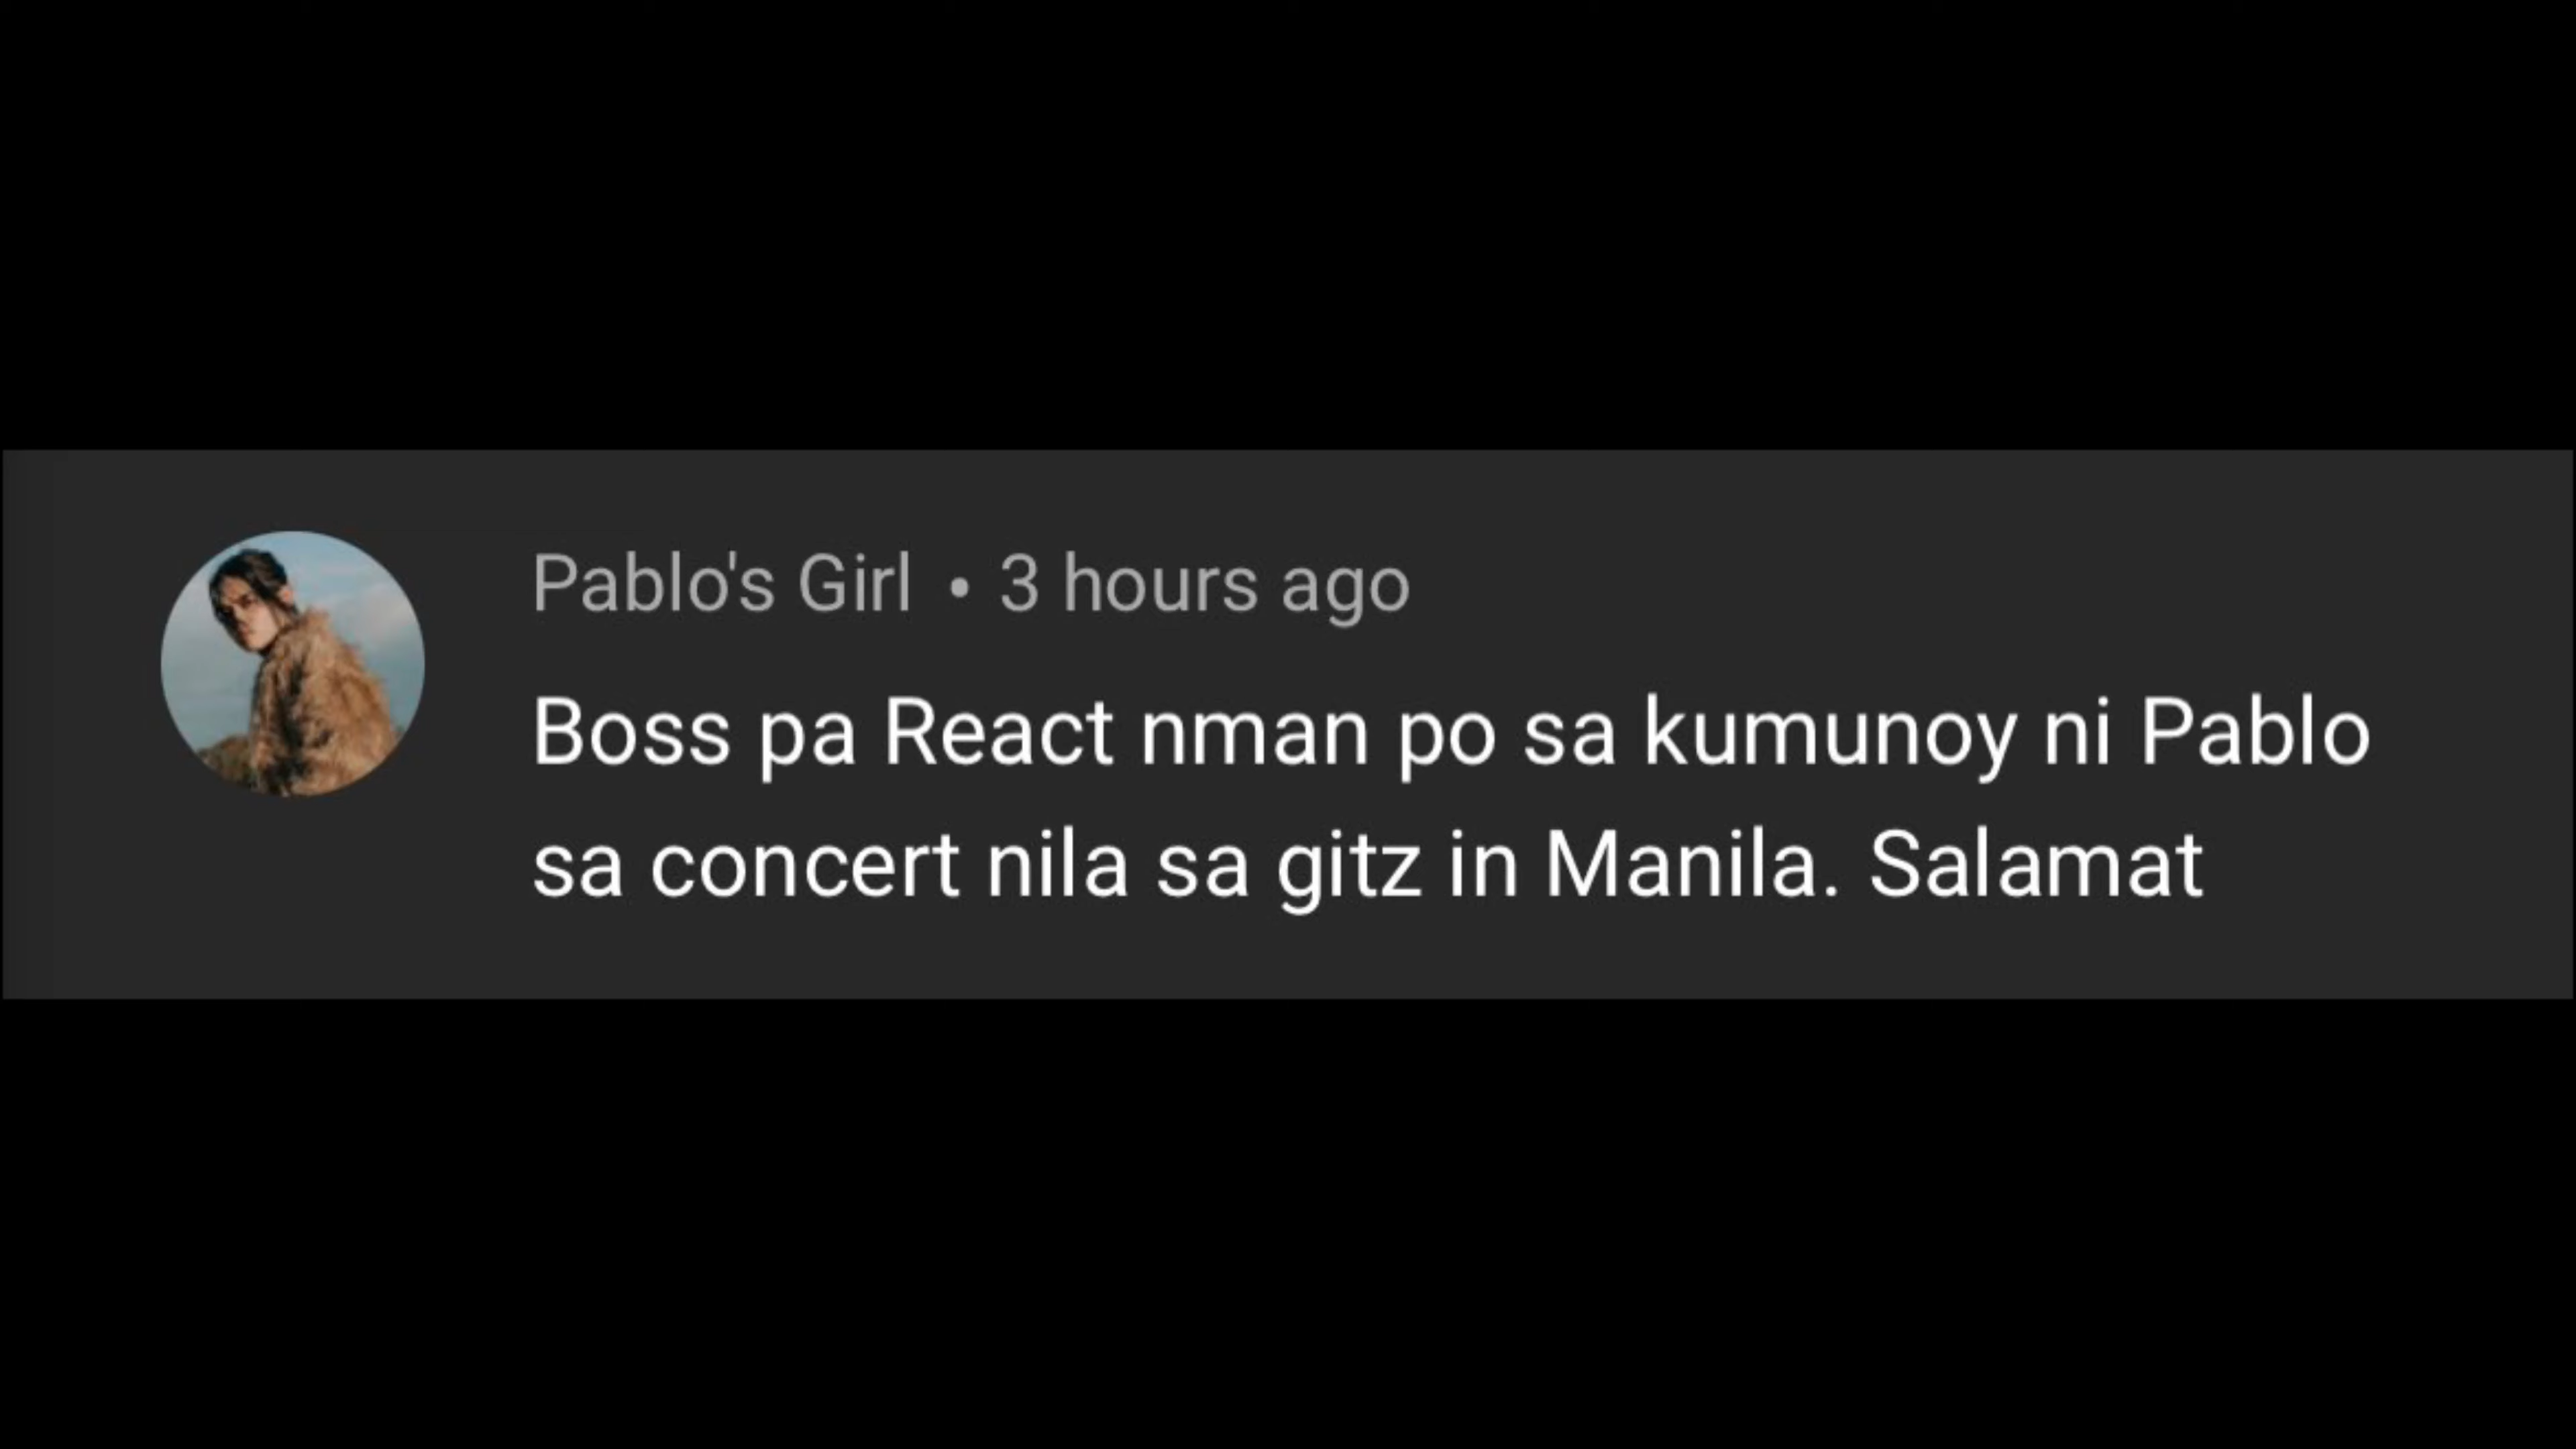 Pablo's Girl • 3 hours ago
Boss pa React nman po sa kumunoy ni Pablo
sa concert nila sa gitz in Manila. Salamat